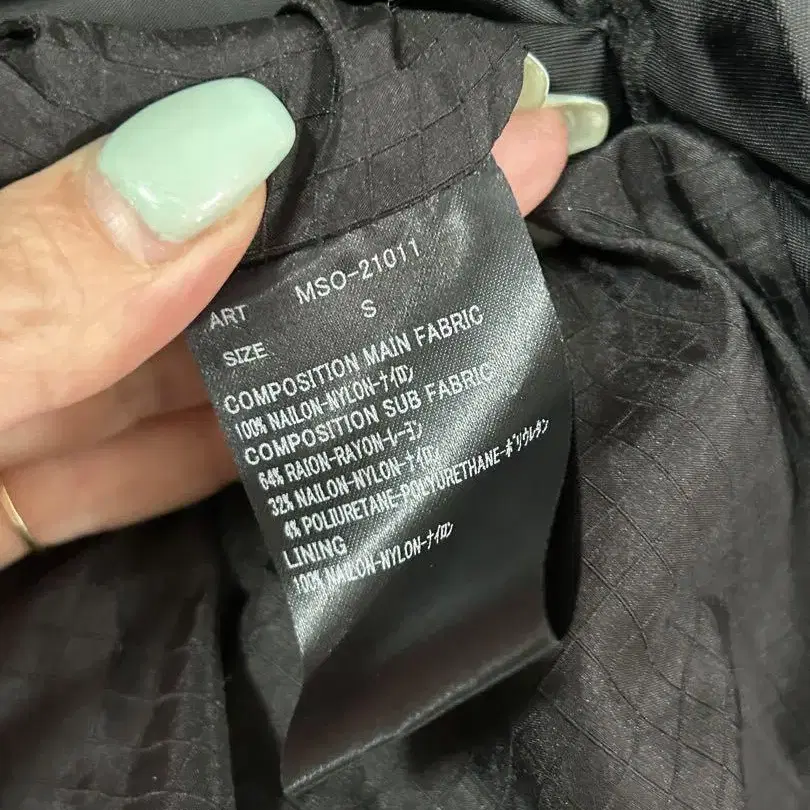 ART MSO-21011
SIZE S
COMPOSITION MAIN FABRIC
100% NAILON-NYLON-ナイロン
COMPOSITION SUB FABRIC
64% RAION-RAYON-レーヨン
32% NAILON-NYLON-ナイロン
4% POLIURETANE-POLYURETHANE-ポリウレタン
LINING
100% NAILON-NYLON-ナイロン